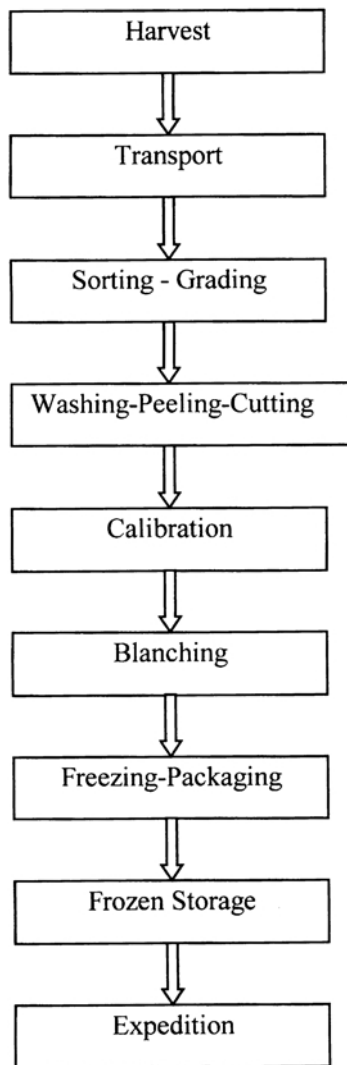 Harvest
Transport
Sorting - Grading
Washing-Peeling-Cutting
Calibration
Blanching
Freezing-Packaging
Frozen Storage
Expedition